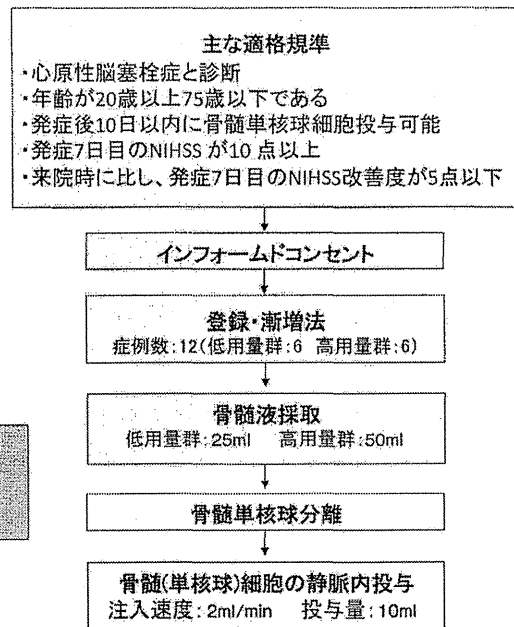 主な適格規準
・心原性脳塞栓症と診断
・年齢が20歳以上75歳以下である
・発症後10日以内に骨髄単核球細胞投与可能
・発症7日目のNIHSS が10 点以上
・来院時に比し、発症7日目のNIHSS改善度が5点以下
インフォームドコンセント
登録・漸増法
症例数:12(低用量群:6 高用量群:6)
骨髄液採取
低用量群:25ml 高用量群:50ml
骨髄単核球分離
骨髄(単核球)細胞の静脈内投与
注入速度:2ml/min 投与量:10ml